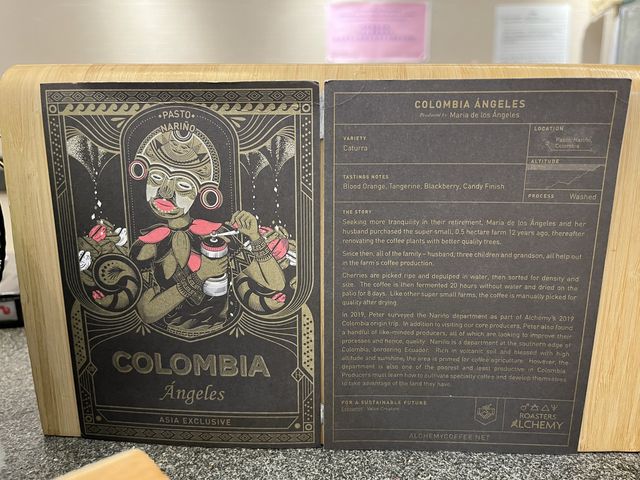 PASTO
NARIÑO
COLOMBIA
Ángeles
ASIA EXCLUSIVE
COLOMBIA ÁNGELES
Produced by Maria de los Ángeles
VARIETY
Caturra
LOCATION
Pasto, Nariño,
Colombia
ALTITUDE
TASTINGS NOTES
Blood Orange, Tangerine, Blackberry, Candy Finish
PROCESS Washed
THE STORY
Seeking more tranquility in their retirement, Maria de los Ángeles and her
husband purchased the super small, 0.5 hectare farm 12 years ago, thereafter
renovating the coffee plants with better quality trees.
Since then, all of the family - husband, three children and grandson, all help out
in the farm's coffee production.
Cherries are picked ripe and depulped in water, then sorted for density and
size. The coffee is then fermented 20 hours without water and dried on the
patio for 8 days. Like other super small farms, the coffee is manually picked for
quality after drying.
In 2019, Peter surveyed the Nariño department as part of Alchemy's 2019
Colombia origin trip. In addition to visiting our core producers, Peter also found
a handful of like-minded producers, all of which are looking to improve their
processes and hence, quality. Nariño is a department at the southern edge of
Colombia, bordering Ecuador. Rich in volcanic soil and blessed with high
altitude and sunshine, the area is primed for coffee agriculture. However, the
department is also one of the poorest and least productive in Colombia.
Producers must learn how to cultivate specialty coffee and develop themselves
to take advantage of the land they have.
FOR A SUSTAINABLE FUTURE
Value Creation
ROASTERS
ALCHEMY
ALCHEMYCOFFEE.NET